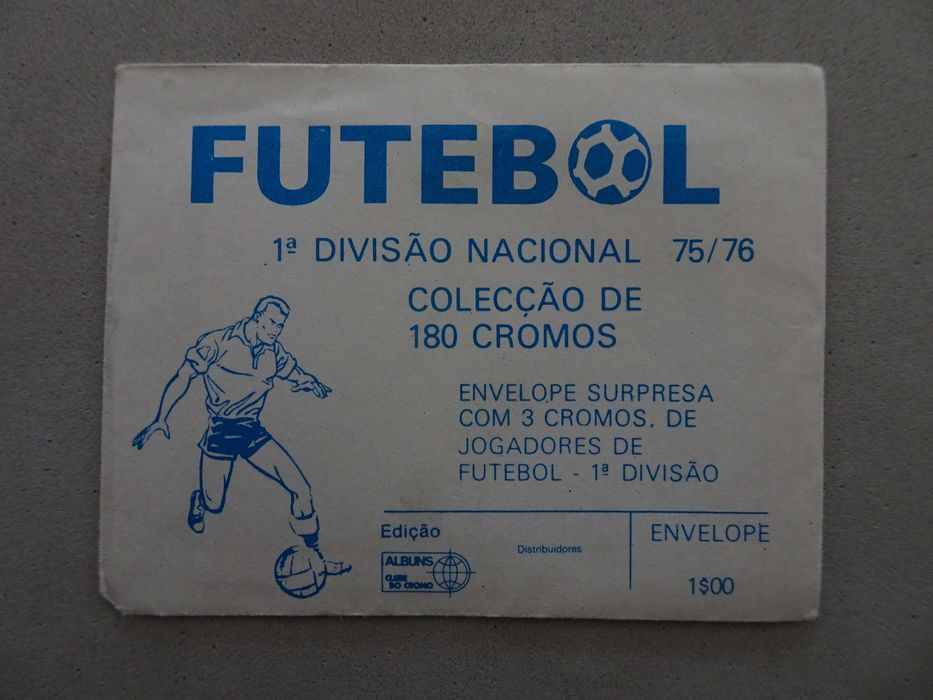 FUTEBOL
1ª DIVISÃO NACIONAL 75/76
COLECÇÃO DE
180 CROMOS
ENVELOPE SURPRESA
COM 3 CROMOS, DE
JOGADORES DE
FUTEBOL - 1ª DIVISÃO
Edição
ALBUNS
CLUBE
DO CROMO
Distribuidores
ENVELOPE
1$00